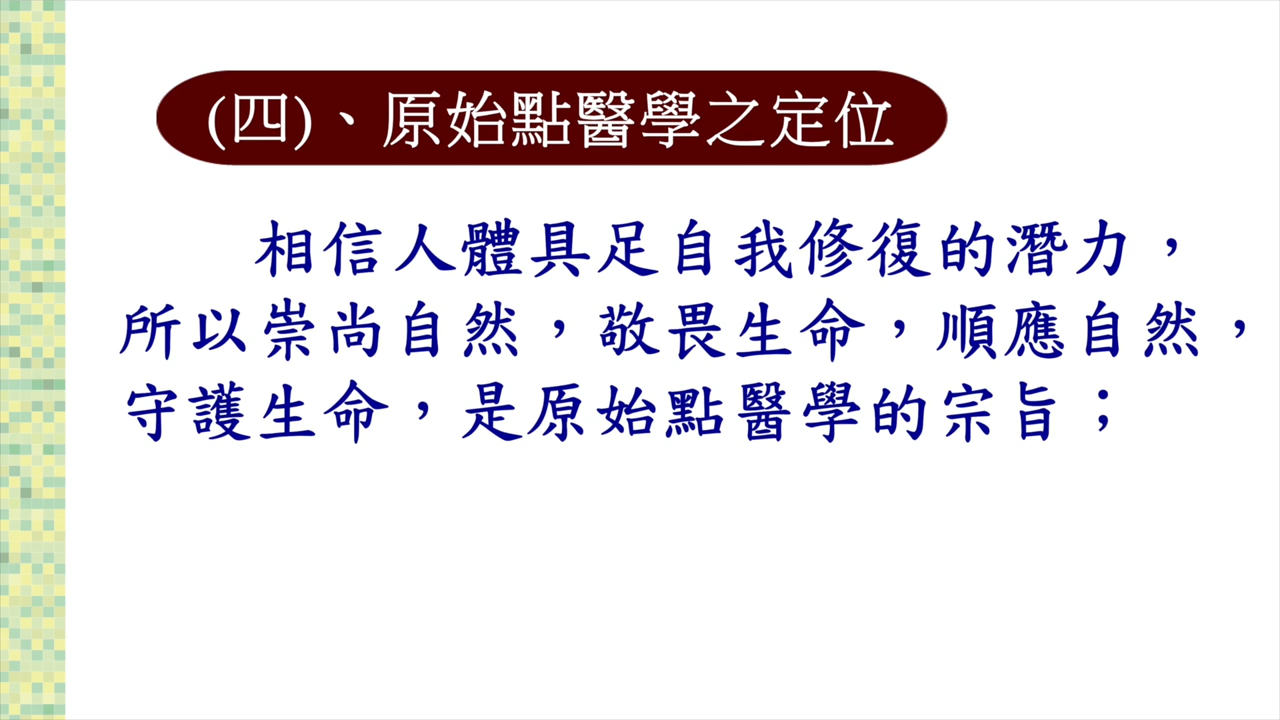 (四)、原始點醫學之定位
相信人體具足自我修復的潛力，
所以崇尚自然，敬畏生命，順應自然，
守護生命，是原始點醫學的宗旨；